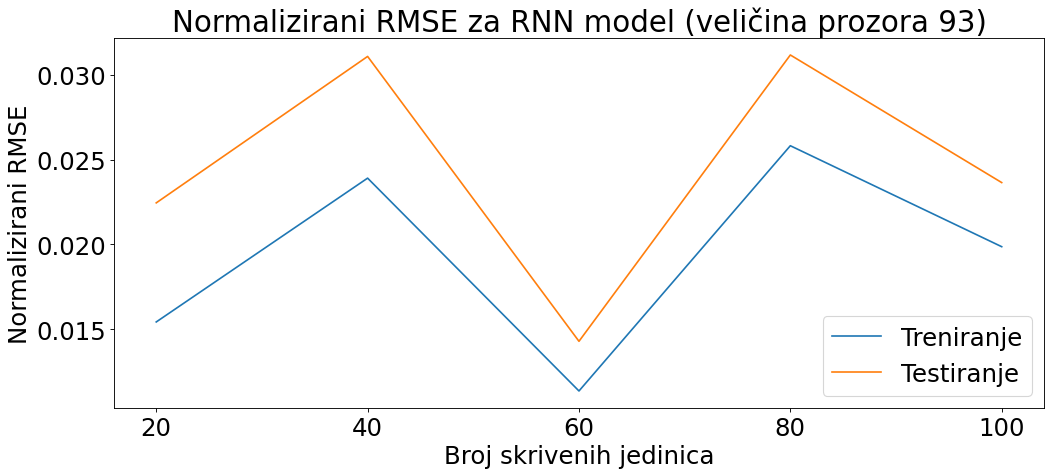 Normalizirani RMSE za RNN model (veličina prozora 93)
Normalizirani RMSE
0.030
0.025
0.020
0.015
Treniranje
Testiranje
20 40 60 80 100
Broj skrivenih jedinica